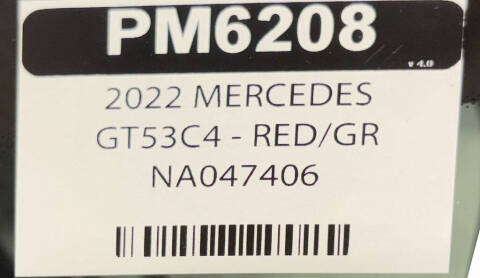 PM6208
v 4.0
2022 MERCEDES
GT53C4 - RED/GR
NA047406